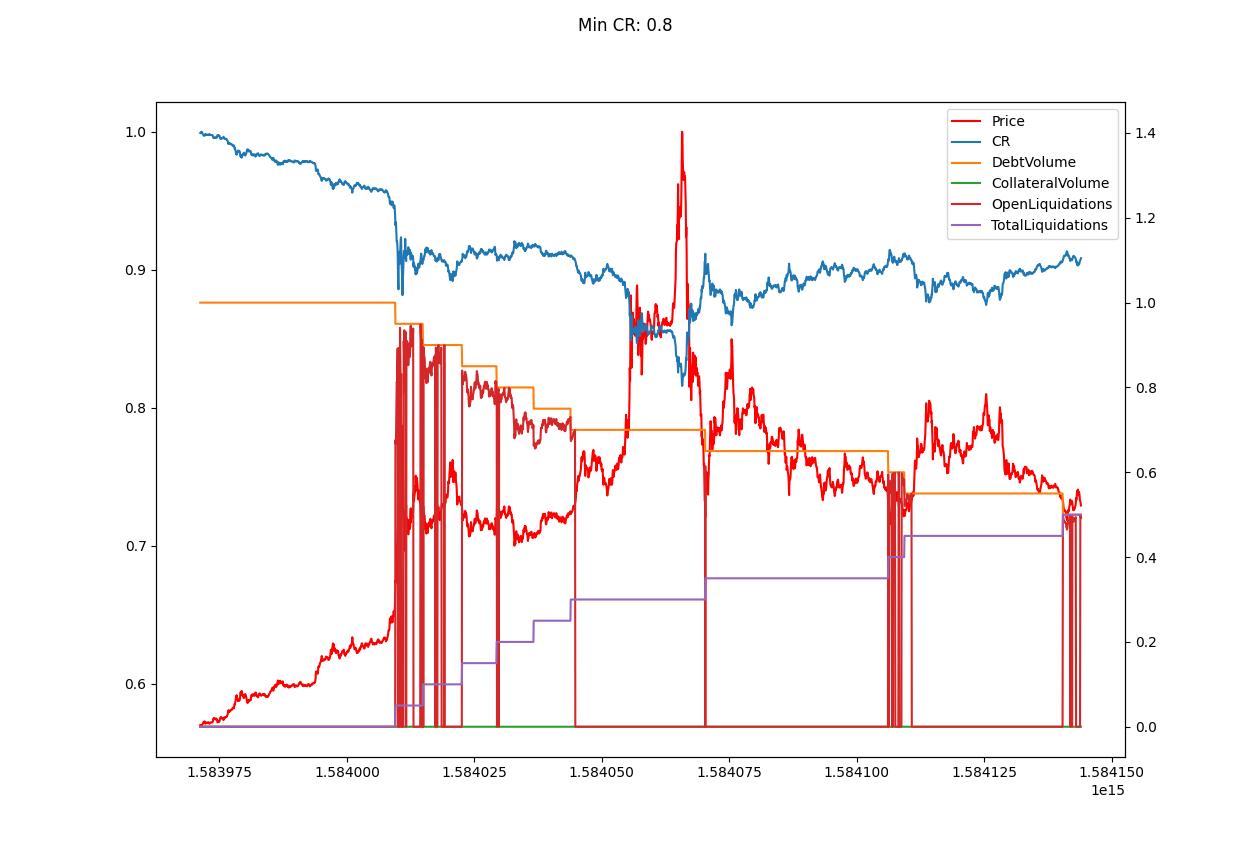 Min CR: 0.8
Price
CR
DebtVolume
CollateralVolume
OpenLiquidations
TotalLiquidations
1.0
0.9
0.8
0.7
0.6
1.4
1.2
1.0
0.8
0.6
0.4
0.2
0.0
1.583975 1.584000 1.584025 1.584050 1.584075 1.584100 1.584125 1.584150
1e15